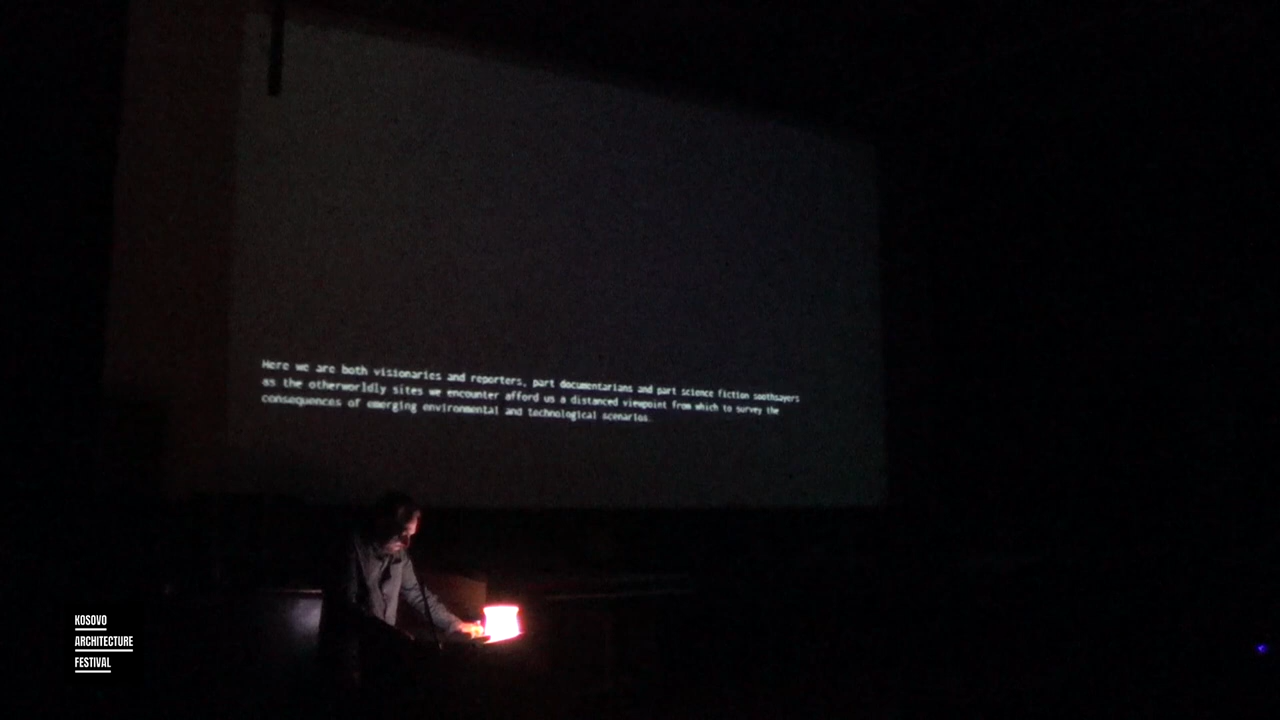 Here we are both visionaries and reporters, part documentarians and part science fiction soothsayers
as the otherworldly sites we encounter afford us a distanced viewpoint from which to survey the
consequences of emerging environmental and technological scenarios.
KOSOVO
ARCHITECTURE
FESTIVAL